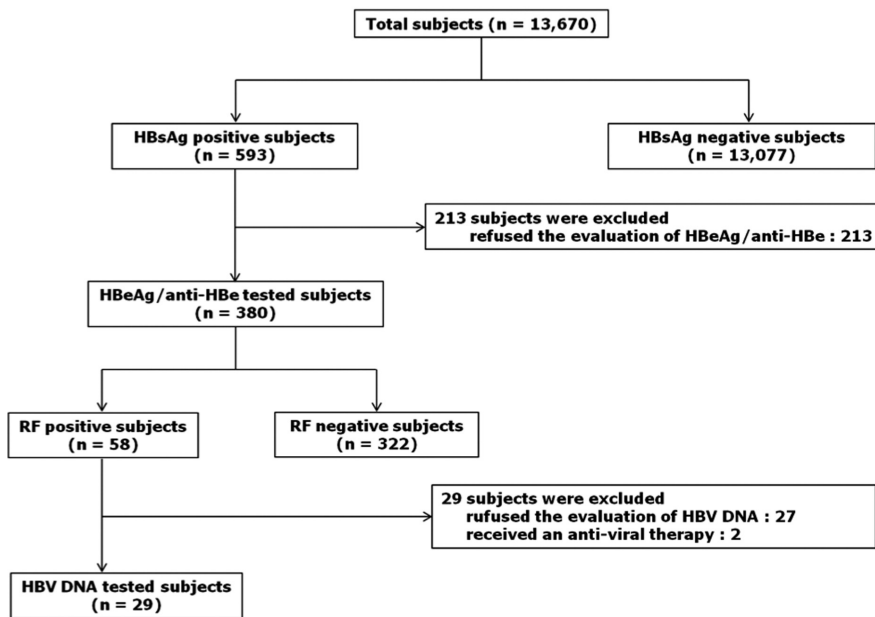 Total subjects (n = 13,670)
HBsAg positive subjects
(n = 593)
HBsAg negative subjects
(n = 13,077)
213 subjects were excluded
refused the evaluation of HBeAg/anti-HBe : 213
HBeAg/anti-HBe tested subjects
(n = 380)
RF positive subjects
(n = 58)
RF negative subjects
(n = 322)
29 subjects were excluded
rufused the evaluation of HBV DNA : 27
received an anti-viral therapy : 2
HBV DNA tested subjects
(n = 29)